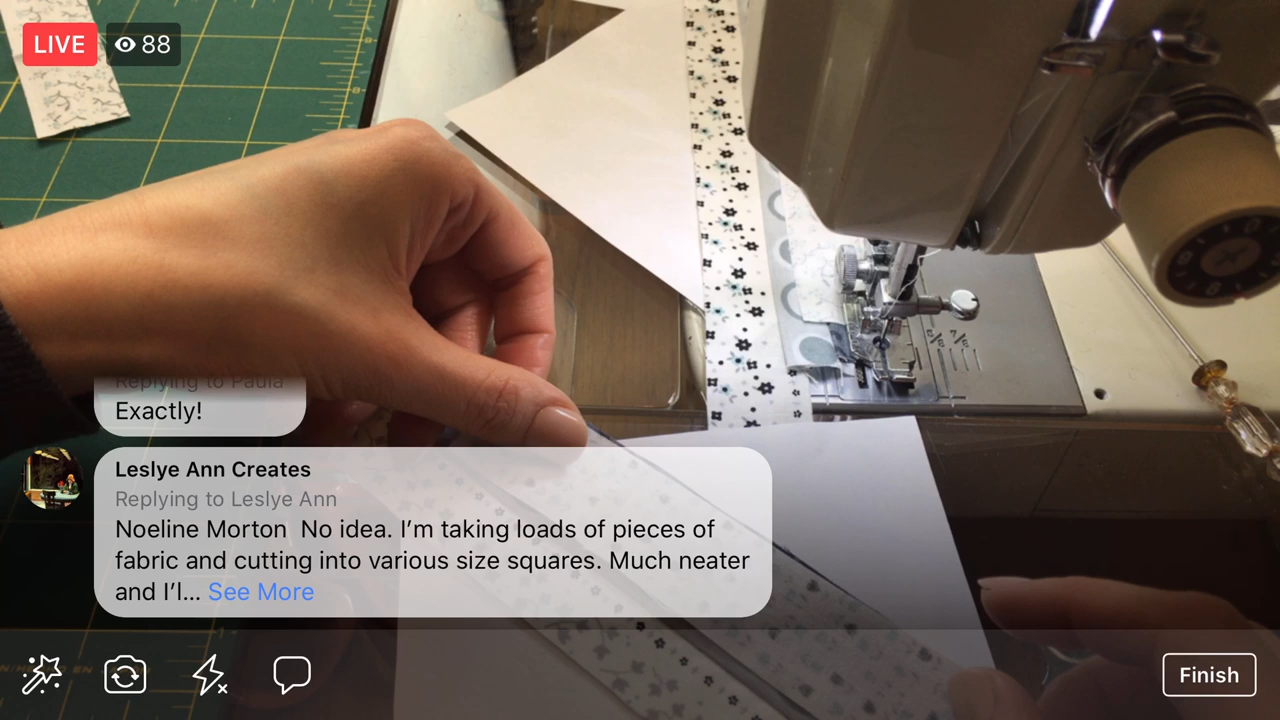 LIVE 88
Replying to Paula
Exactly!
Leslye Ann Creates
Replying to Leslye Ann
Noeline Morton No idea. I’m taking loads of pieces of
fabric and cutting into various size squares. Much neater
and I’l... See More
Finish